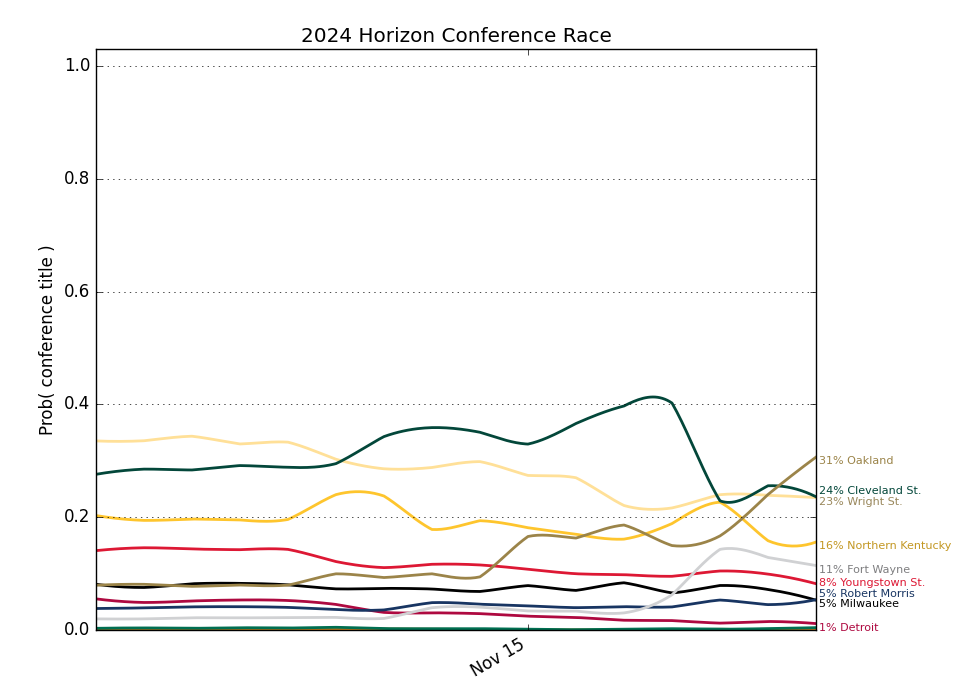 2024 Horizon Conference Race
Prob( conference title )
1.0
0.8
0.6
0.4
0.2
0.0
Nov 15
31% Oakland
24% Cleveland St.
23% Wright St.
16% Northern Kentucky
11% Fort Wayne
8% Youngstown St.
5% Robert Morris
5% Milwaukee
1% Detroit